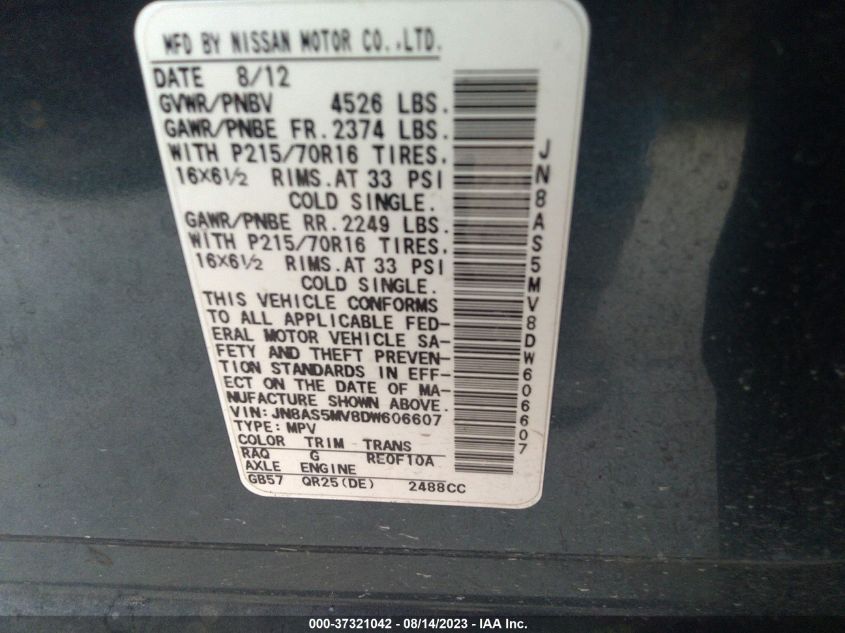 MFD BY NISSAN MOTOR CO.,LTD.
DATE 8/12
GVWR/PNBV 4526 LBS.
GAWR/PNBE FR. 2374 LBS.
WITH P215/70R16 TIRES.
16X6½ RIMS. AT 33 PSI
COLD SINGLE.
GAWR/PNBE RR. 2249 LBS.
WITH P215/70R16 TIRES.
16X6½ RIMS. AT 33 PSI
COLD SINGLE.
THIS VEHICLE CONFORMS
TO ALL APPLICABLE FED-
ERAL MOTOR VEHICLE SA-
FETY AND THEFT PREVEN-
TION STANDARDS IN EFF-
ECT ON THE DATE OF MA-
NUFACTURE SHOWN ABOVE.
VIN: JN8AS5MV8DW606607
TYPE: MPV
COLOR TRIM TRANS
RAQ G RE0F10A
AXLE ENGINE
GB57 QR25(DE) 2488CC
JN8AS5MV8DW606607
000-37321042 - 08/14/2023 - IAA Inc.